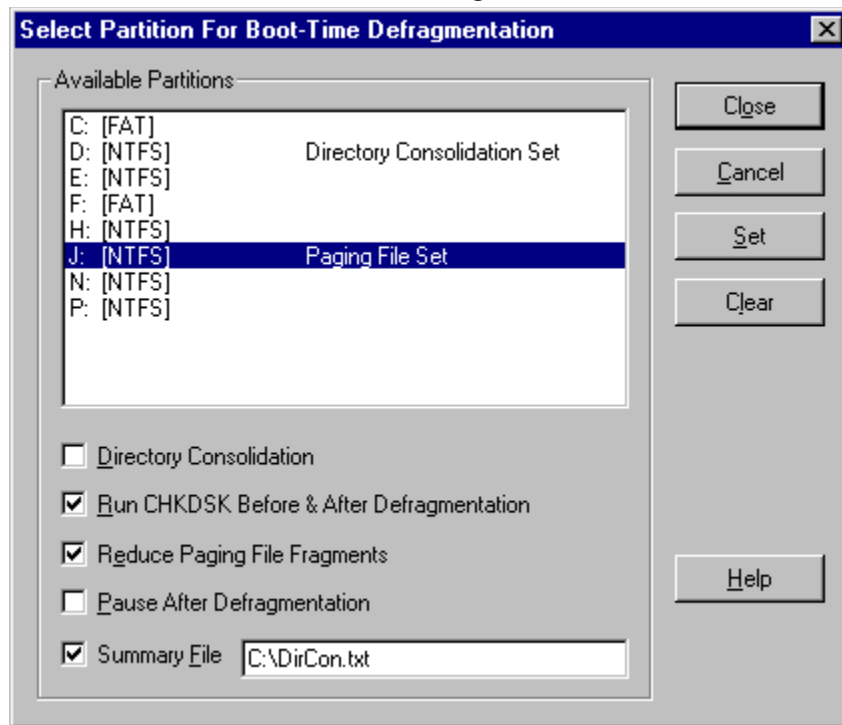 Select Partition For Boot-Time Defragmentation
Available Partitions
C: [FAT]
D: [NTFS] Directory Consolidation Set
E: [NTFS]
F: [FAT]
H: [NTFS]
J: [NTFS] Paging File Set
N: [NTFS]
P: [NTFS]
Directory Consolidation
Run CHKDSK Before & After Defragmentation
Reduce Paging File Fragments
Pause After Defragmentation
Summary File C:\DirCon.txt
Close
Cancel
Set
Clear
Help